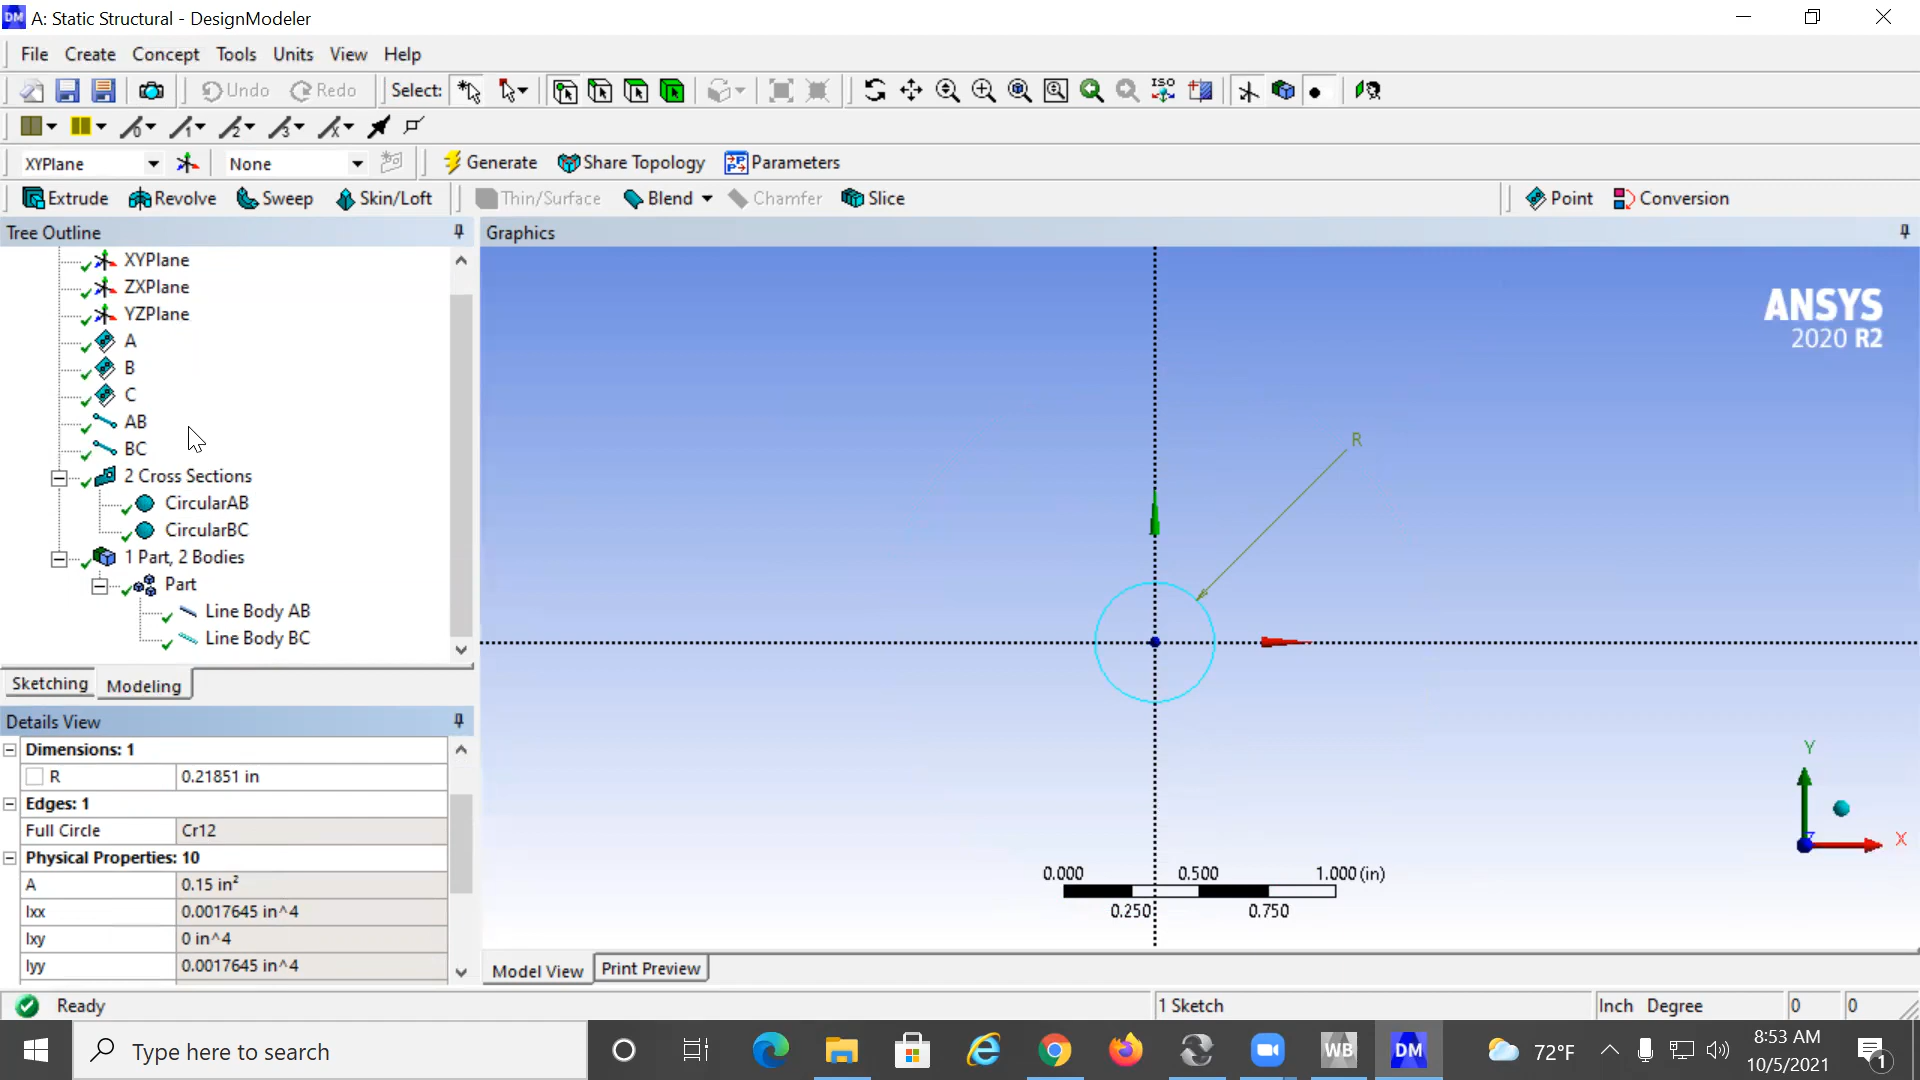 DM A: Static Structural - DesignModeler
File Create Concept Tools Units View Help
Undo Redo Select: ISO
XYPlane None Generate Share Topology Parameters
Extrude Revolve Sweep Skin/Loft Thin/Surface Blend Chamfer Slice Point Conversion
Tree Outline
XYPlane
ZXPlane
YZPlane
A
B
C
AB
BC
2 Cross Sections
CircularAB
CircularBC
1 Part, 2 Bodies
Part
Line Body AB
Line Body BC
Sketching Modeling
Details View
Dimensions: 1
R 0.21851 in
Edges: 1
Full Circle Cr12
Physical Properties: 10
A 0.15 in²
Ixx 0.0017645 in^4
Ixy 0 in^4
Iyy 0.0017645 in^4
Graphics
ANSYS
2020 R2
R
Y
Z X
0.000 0.500 1.000 (in)
0.250 0.750
Model View Print Preview
Ready 1 Sketch Inch Degree 0 0
Type here to search WB DM 72°F 8:53 AM
10/5/2021 1